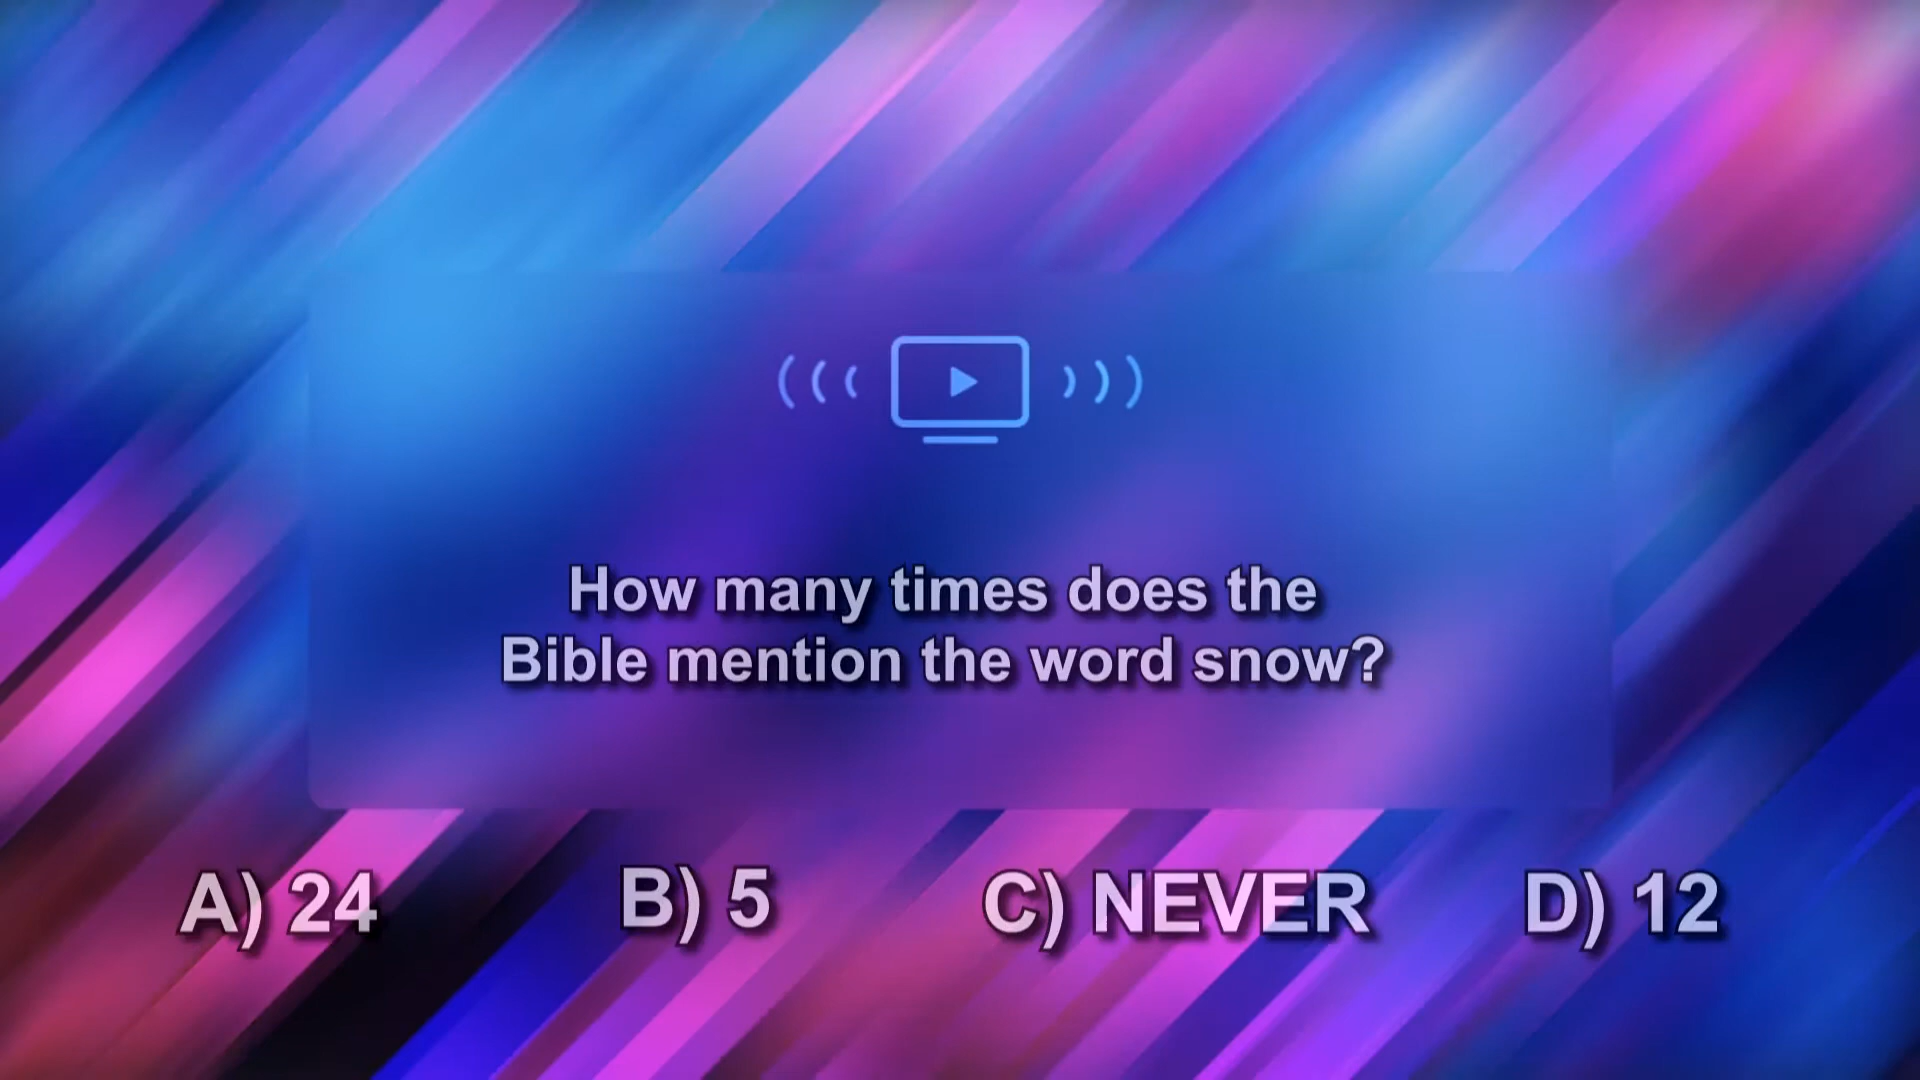 How many times does the
Bible mention the word snow?
A) 24
B) 5
C) NEVER
D) 12